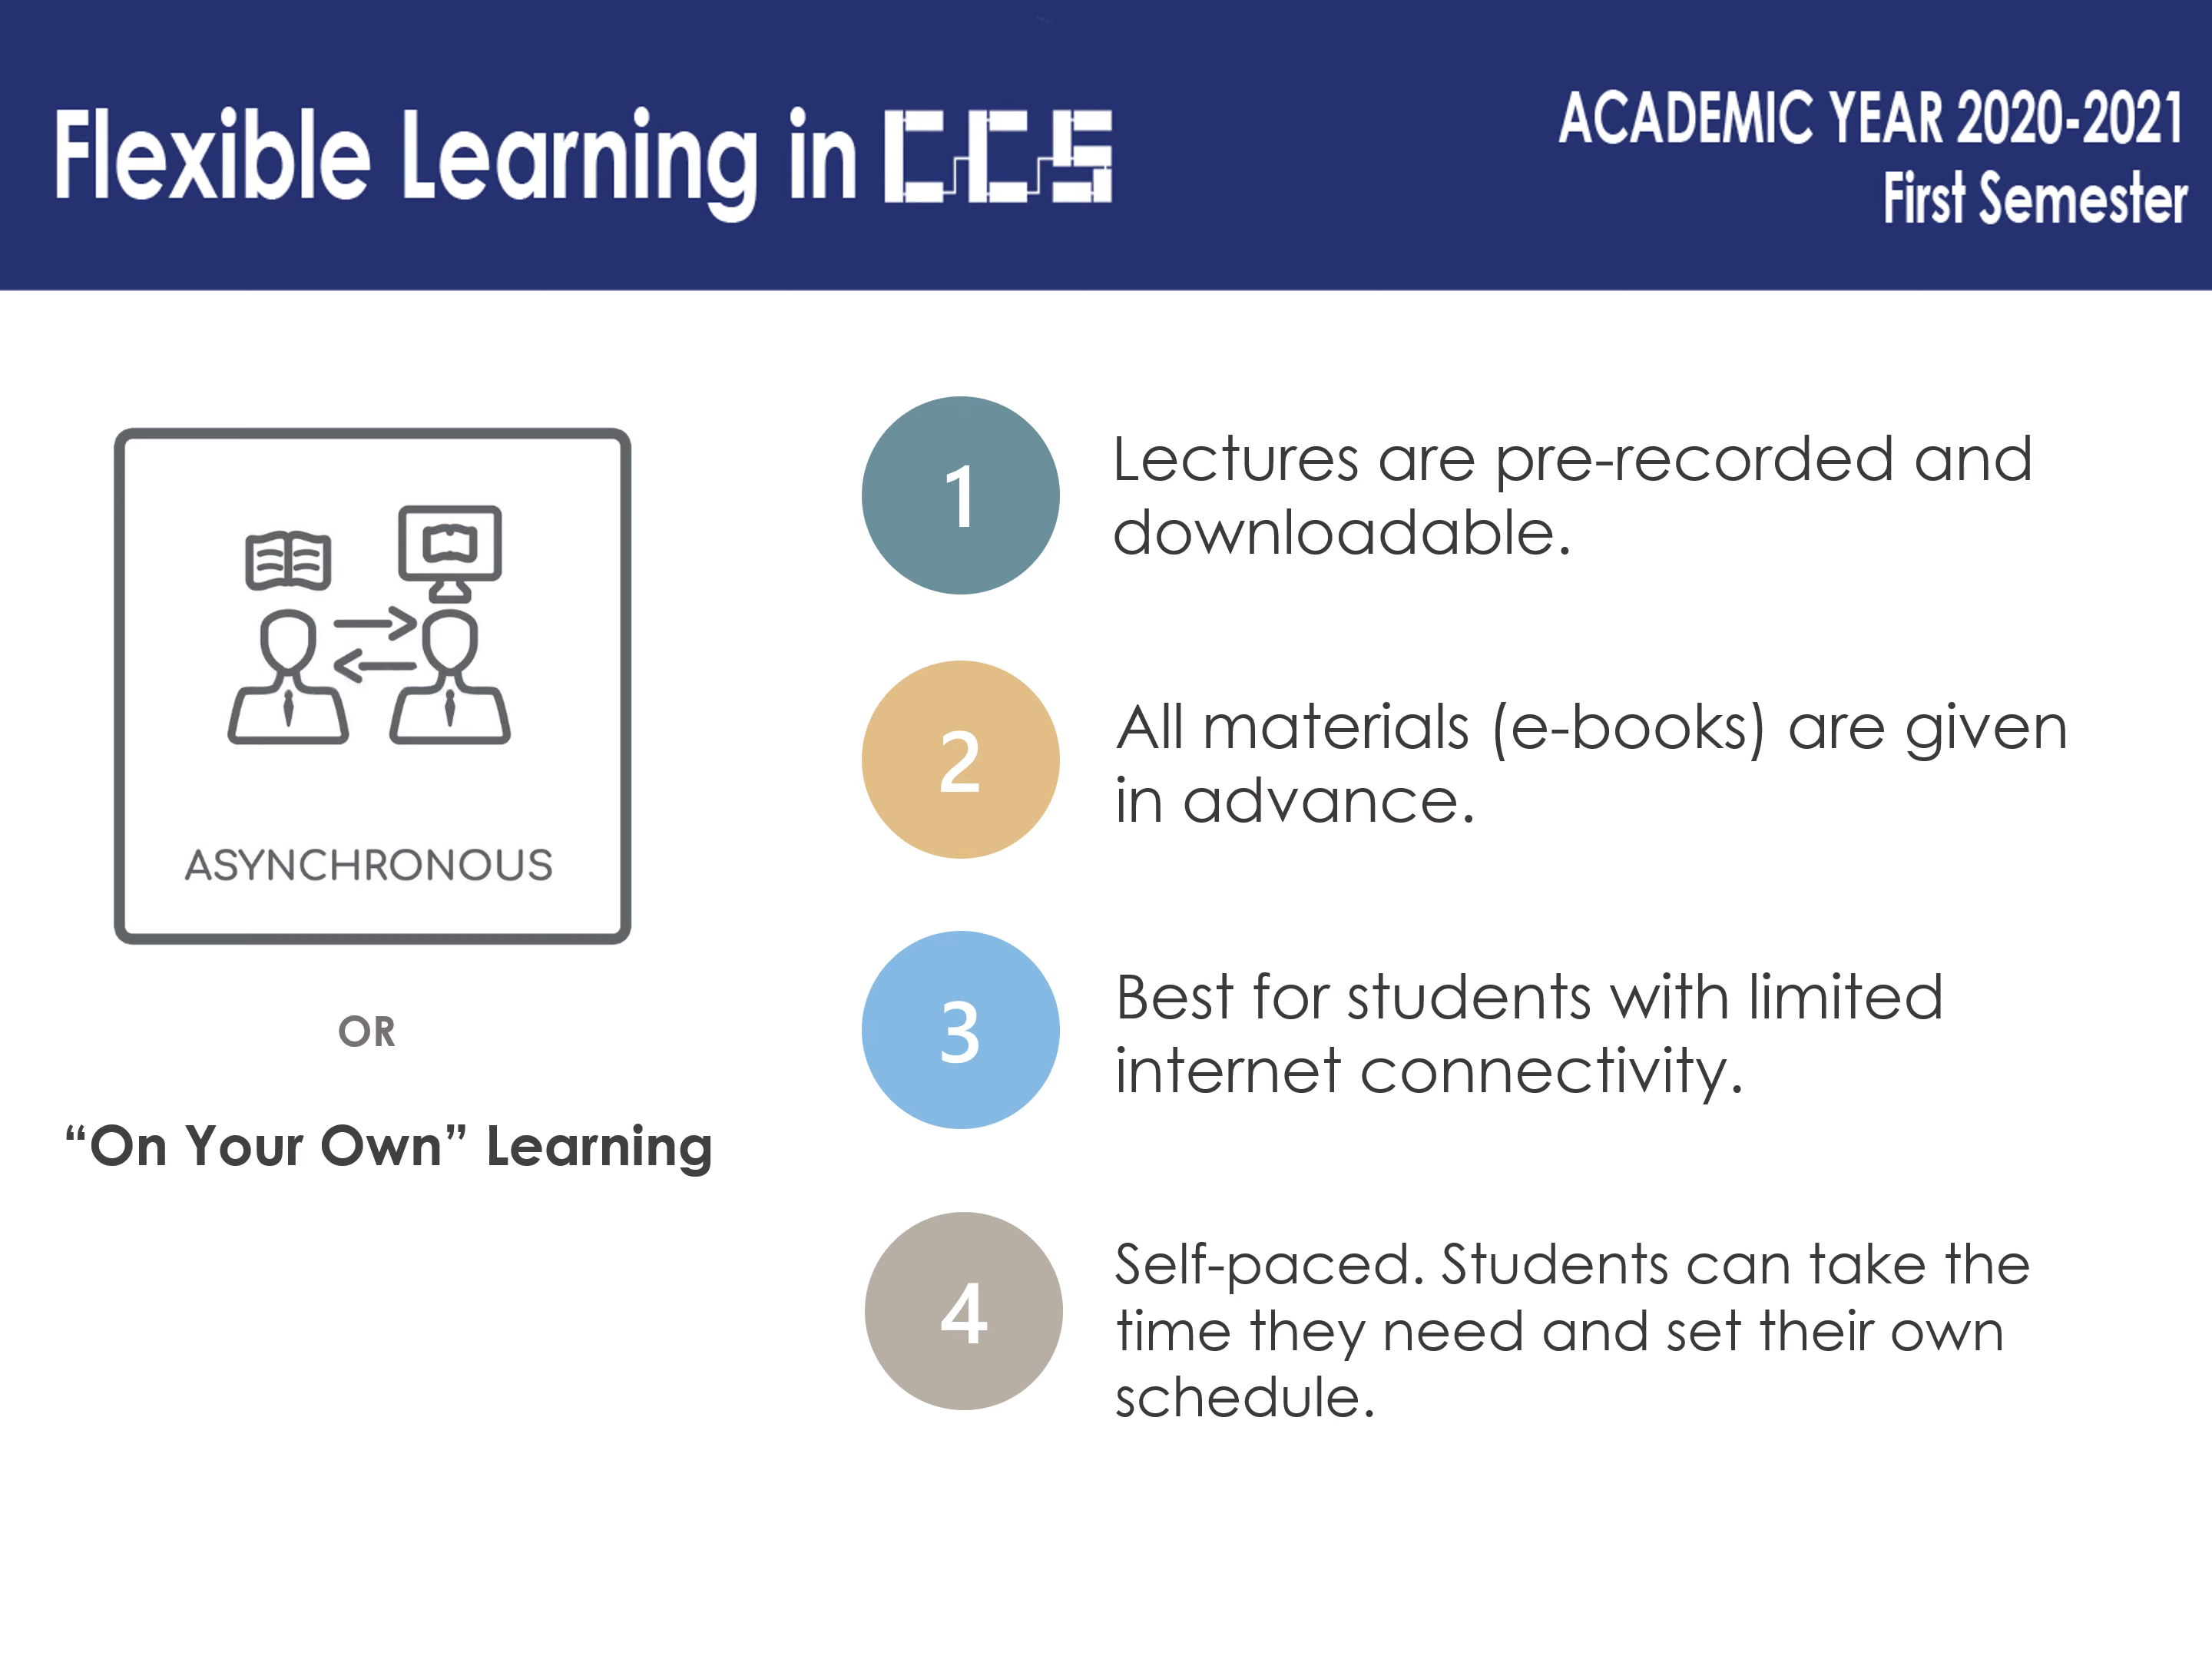 Flexible Learning in CCS
ACADEMIC YEAR 2020-2021
First Semester
ASYNCHRONOUS
OR
“On Your Own” Learning
1
Lectures are pre-recorded and
downloadable.
2
All materials (e-books) are given
in advance.
3
Best for students with limited
internet connectivity.
4
Self-paced. Students can take the
time they need and set their own
schedule.